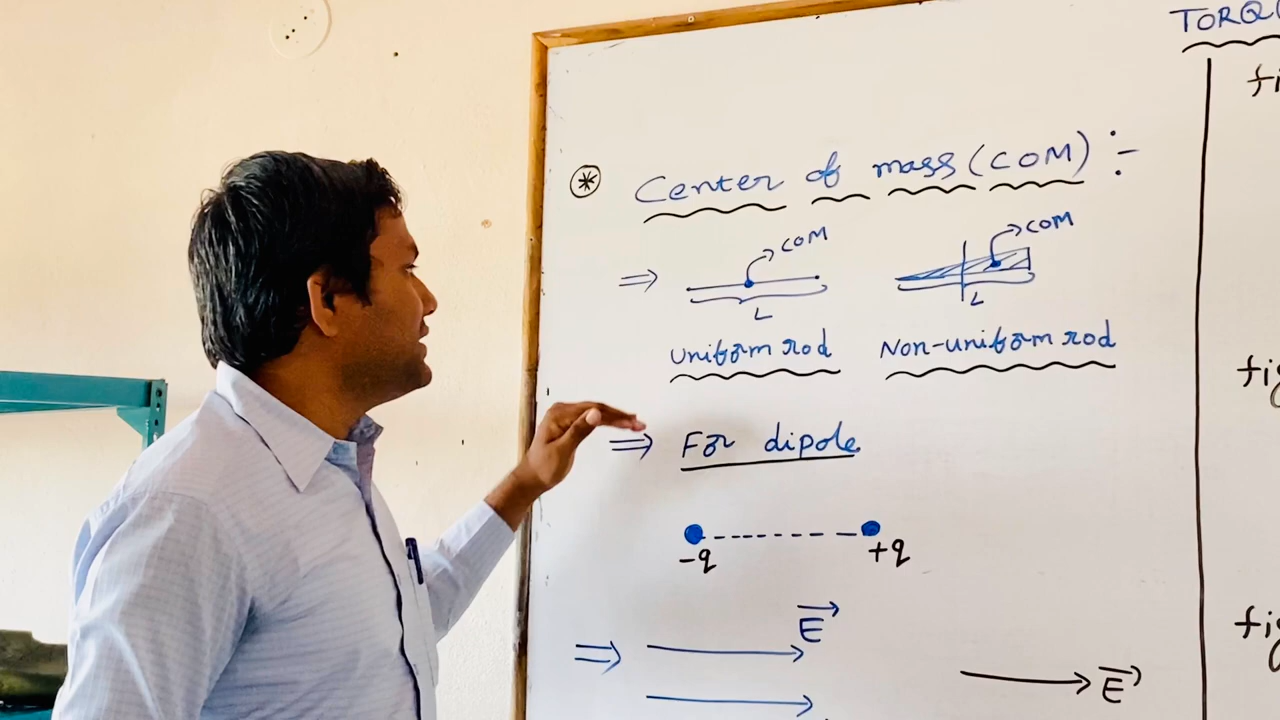 TORQ
⊛ Center of mass (COM) :-
⇒ COM COM
L L
Uniform rod Non-uniform rod
⇒ For dipole
-q +q
⇒ E E
fi
fig
fig